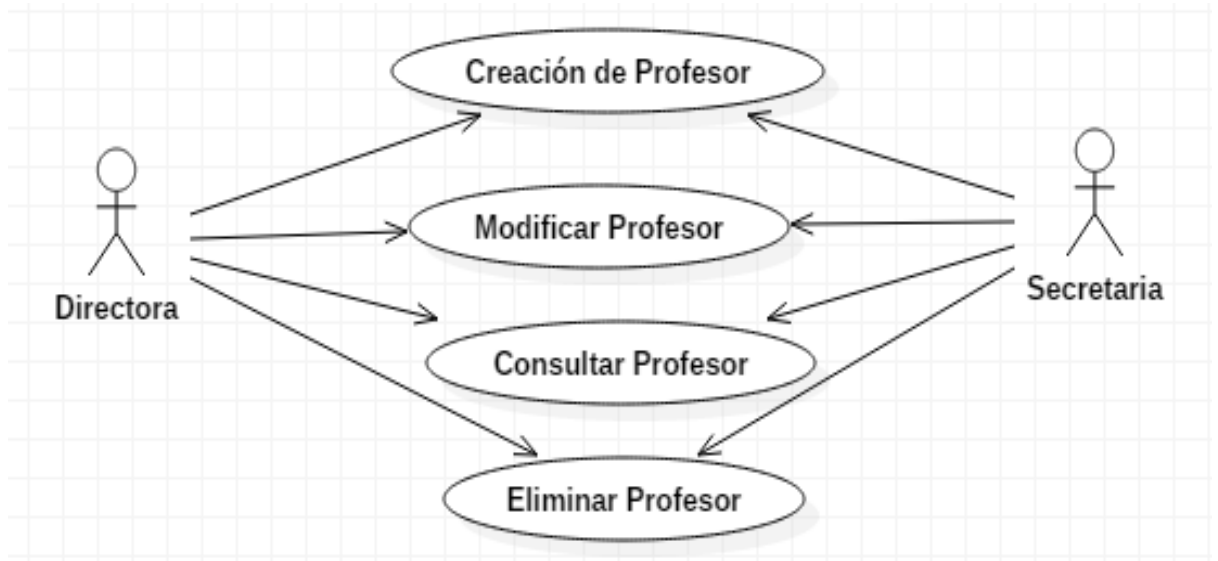 Creación de Profesor
Modificar Profesor
Directora
Secretaria
Consultar Profesor
Eliminar Profesor